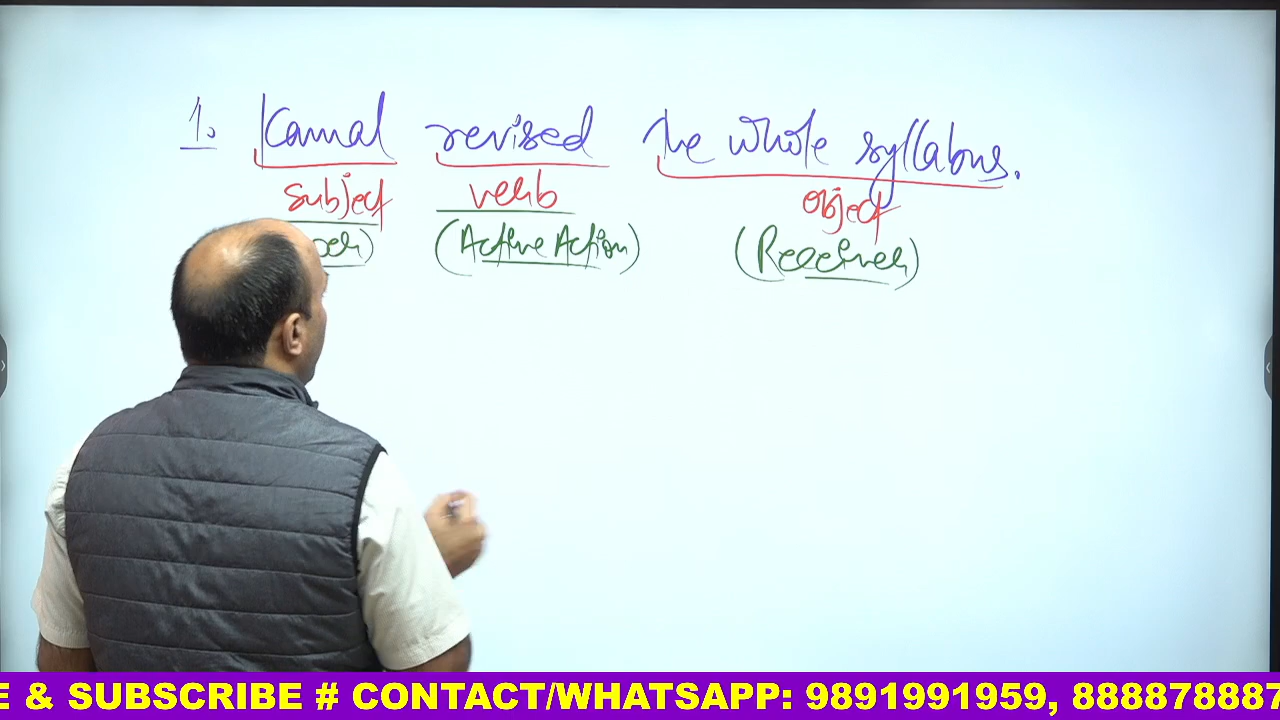 1. Kamal revised the whole syllabus.
subject verb object
(Active Action) (Receiver)
E & SUBSCRIBE # CONTACT/WHATSAPP: 9891991959, 888878887